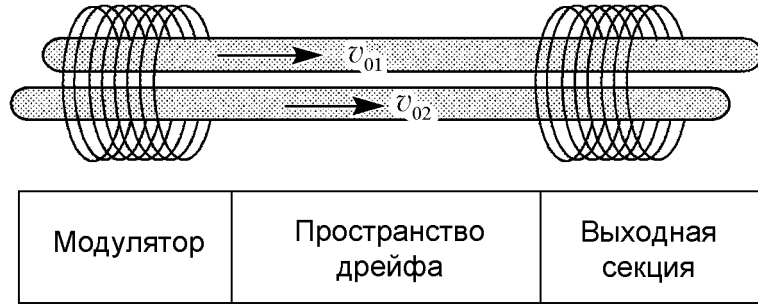 v₀₁
v₀₂
Модулятор
Пространство
дрейфа
Выходная
секция